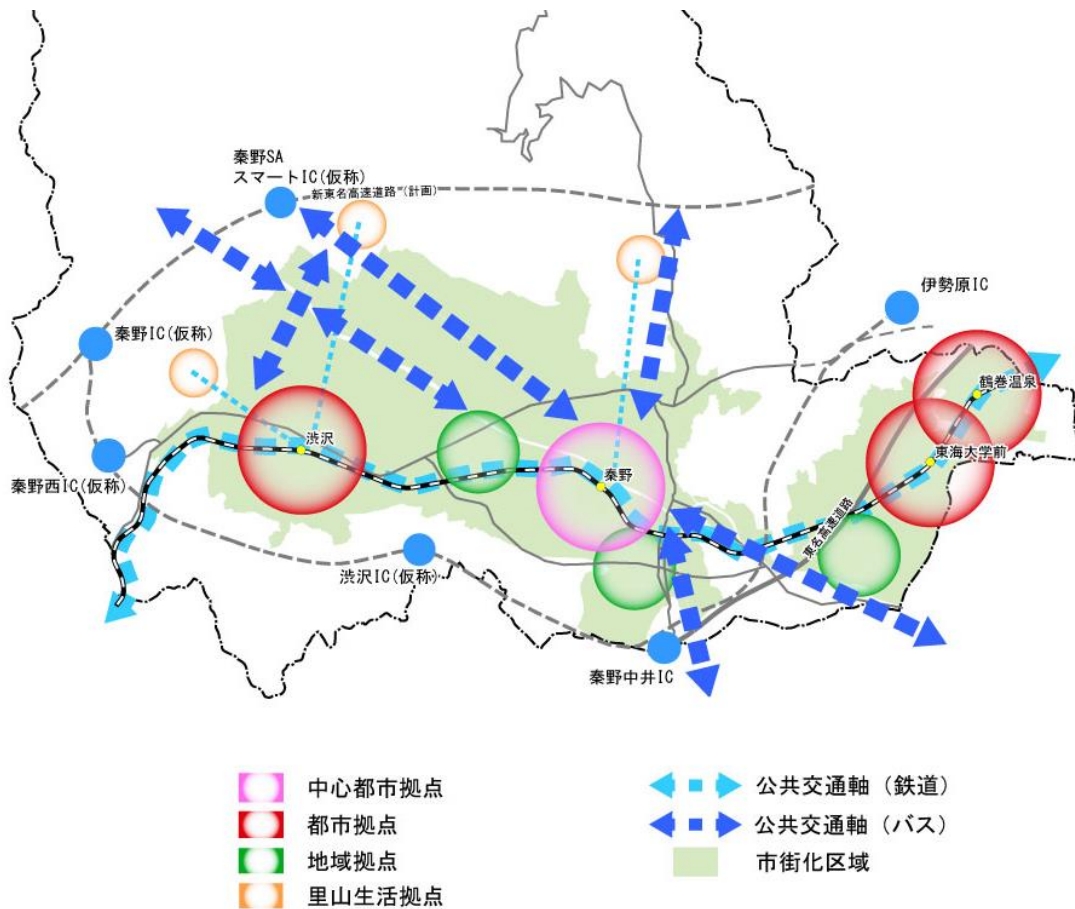 秦野SA
スマートIC(仮称)
新東名高速道路 (計画)
伊勢原IC
秦野IC(仮称)
鶴巻温泉
渋沢
東海大学前
秦野西IC(仮称)
秦野
東名高速道路
渋沢IC(仮称)
秦野中井IC
中心都市拠点
都市拠点
地域拠点
里山生活拠点
公共交通軸（鉄道）
公共交通軸（バス）
市街化区域